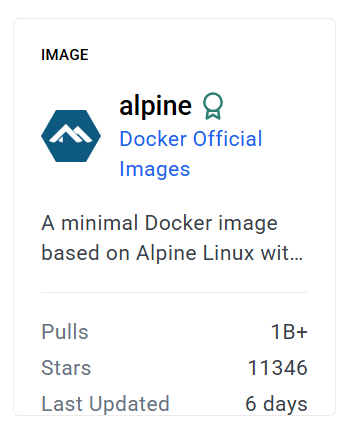 IMAGE
alpine
Docker Official
Images
A minimal Docker image
based on Alpine Linux wit…
Pulls 1B+
Stars 11346
Last Updated 6 days